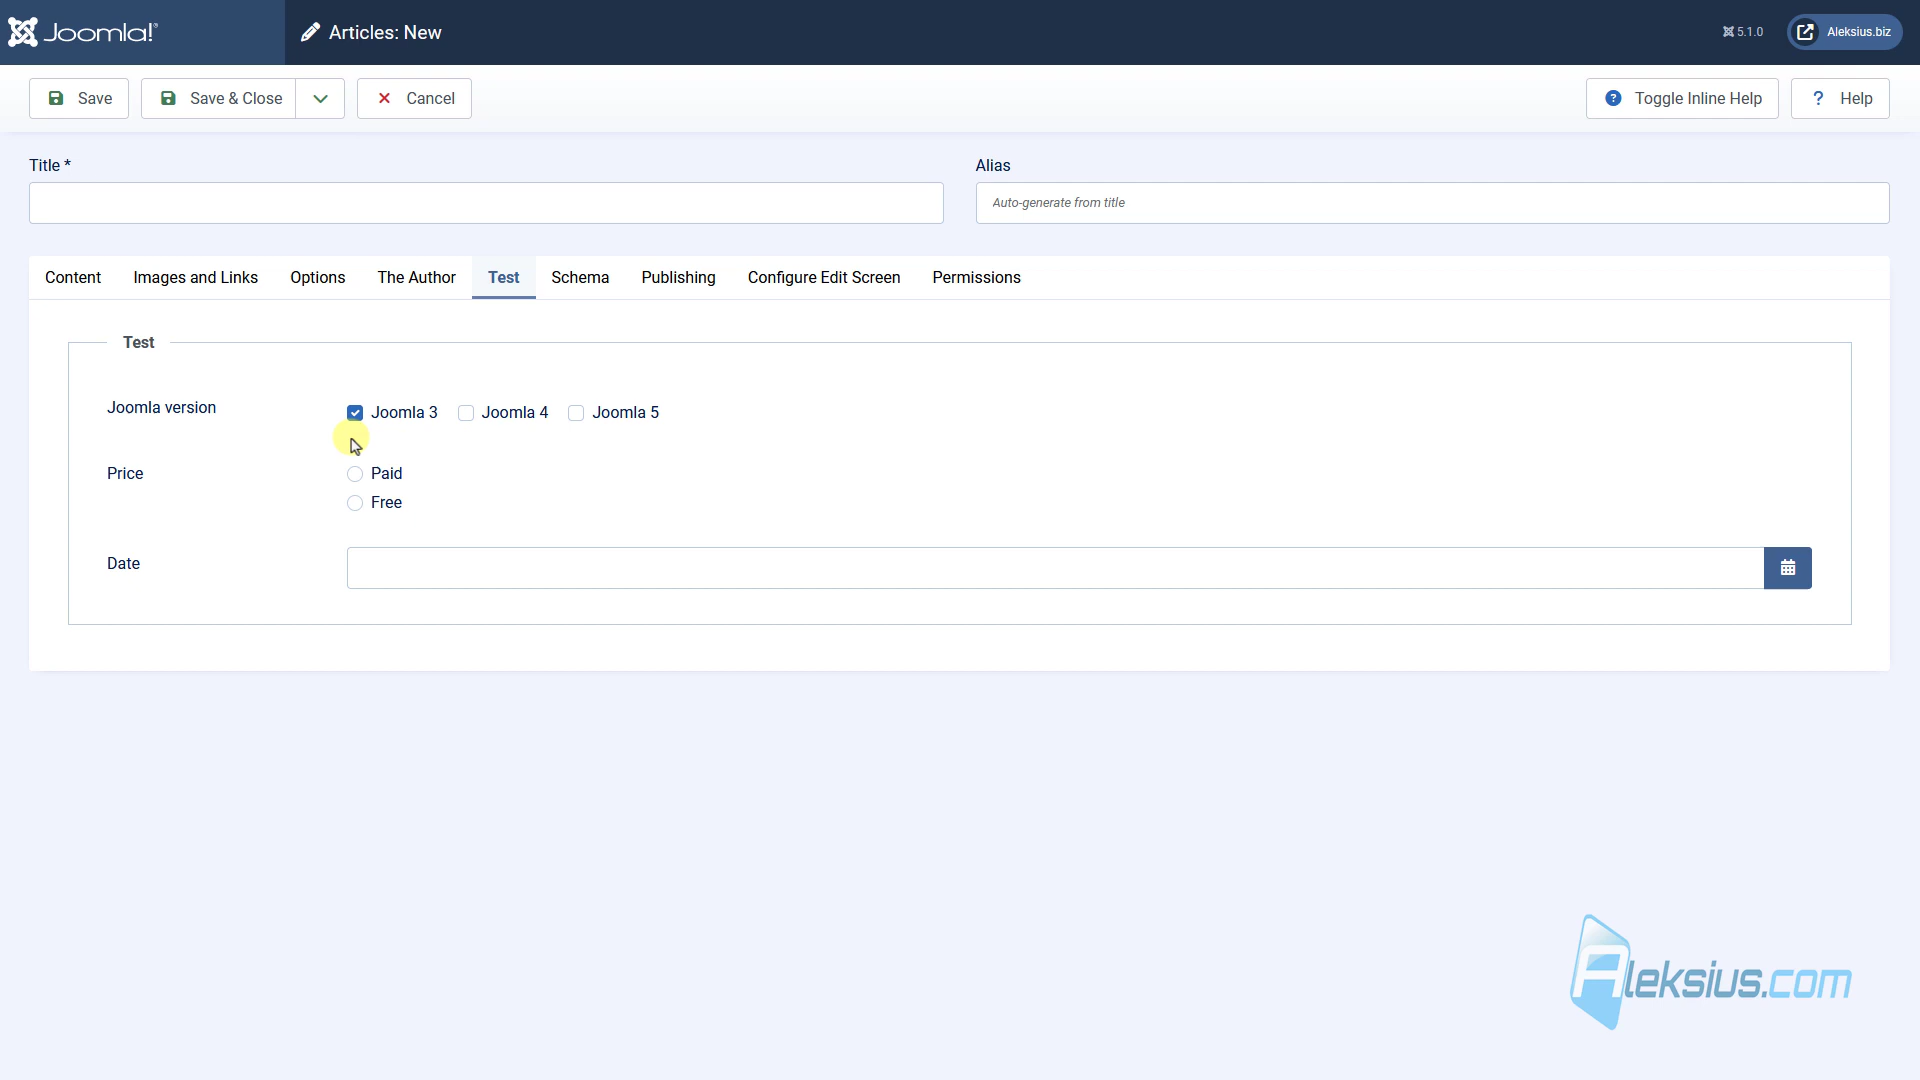 Joomla!® Articles: New 5.1.0 Aleksius.biz
Save Save & Close Cancel Toggle Inline Help ? Help
Title * Alias
Auto-generate from title
Content Images and Links Options The Author Test Schema Publishing Configure Edit Screen Permissions
Test
Joomla version Joomla 3 Joomla 4 Joomla 5
Price Paid
Free
Date
Aleksius.com